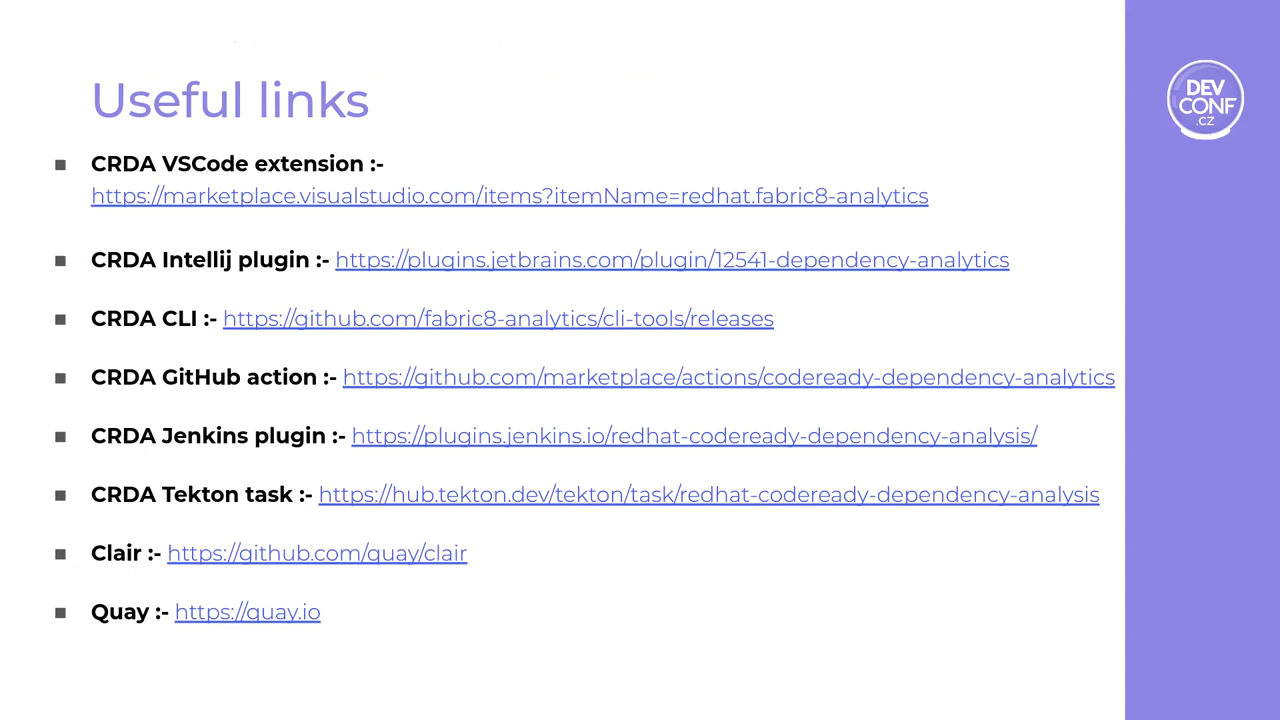 Useful links
DEV
CONF
.CZ
■ CRDA VSCode extension :-
https://marketplace.visualstudio.com/items?itemName=redhat.fabric8-analytics
■ CRDA Intellij plugin :- https://plugins.jetbrains.com/plugin/12541-dependency-analytics
■ CRDA CLI :- https://github.com/fabric8-analytics/cli-tools/releases
■ CRDA GitHub action :- https://github.com/marketplace/actions/codeready-dependency-analytics
■ CRDA Jenkins plugin :- https://plugins.jenkins.io/redhat-codeready-dependency-analysis/
■ CRDA Tekton task :- https://hub.tekton.dev/tekton/task/redhat-codeready-dependency-analysis
■ Clair :- https://github.com/quay/clair
■ Quay :- https://quay.io